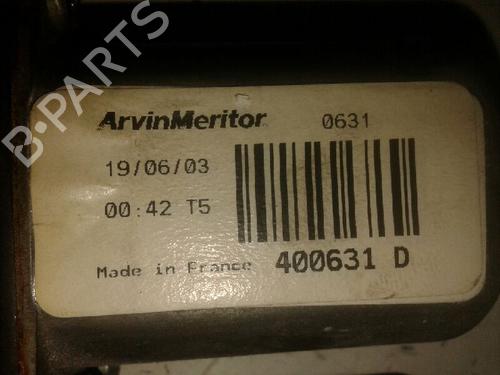 B-PARTS
ArvinMeritor 0631
19/06/03
00:42 T5
Made in France 400631 D